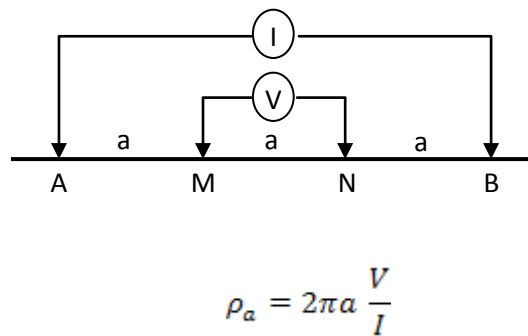 I
V
a a a
A M N B
ρₐ = 2πa V/I